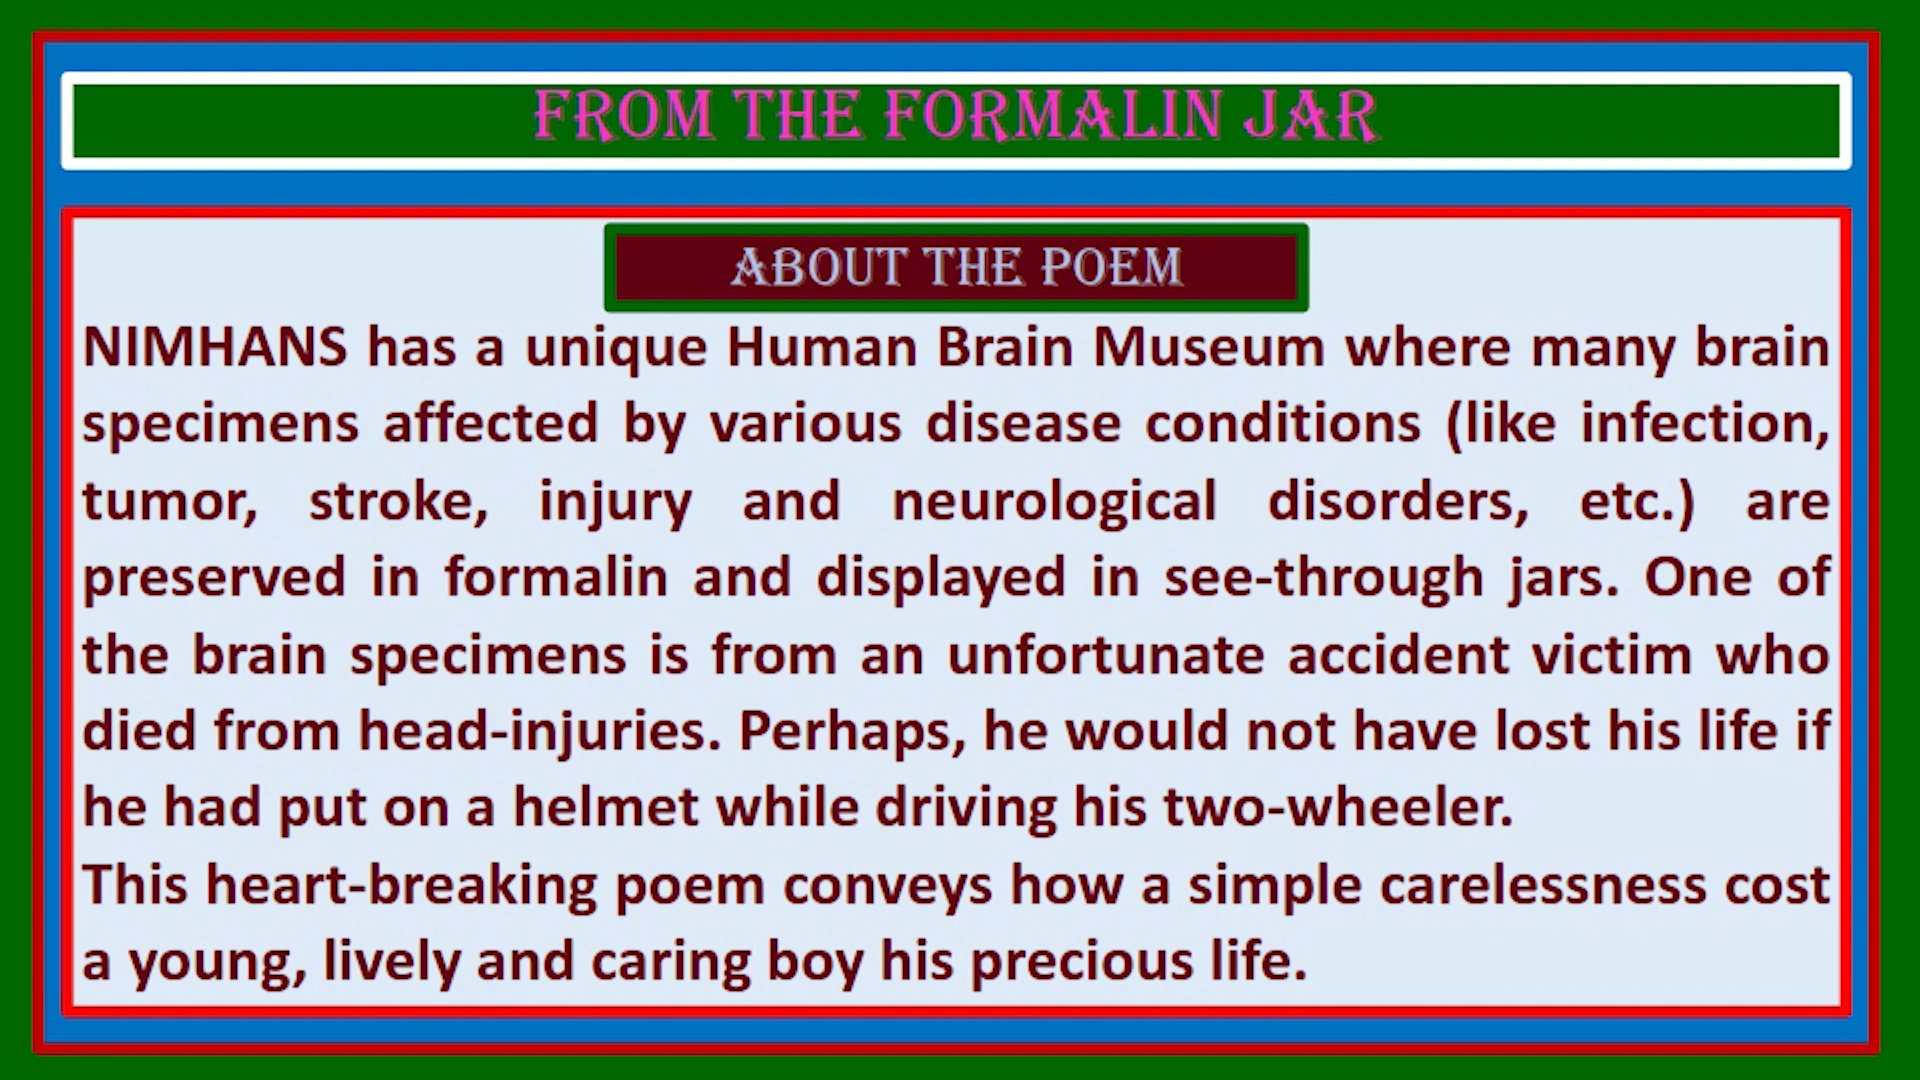 FROM THE FORMALIN JAR
ABOUT THE POEM
NIMHANS has a unique Human Brain Museum where many brain
specimens affected by various disease conditions (like infection,
tumor, stroke, injury and neurological disorders, etc.) are
preserved in formalin and displayed in see-through jars. One of
the brain specimens is from an unfortunate accident victim who
died from head-injuries. Perhaps, he would not have lost his life if
he had put on a helmet while driving his two-wheeler.
This heart-breaking poem conveys how a simple carelessness cost
a young, lively and caring boy his precious life.